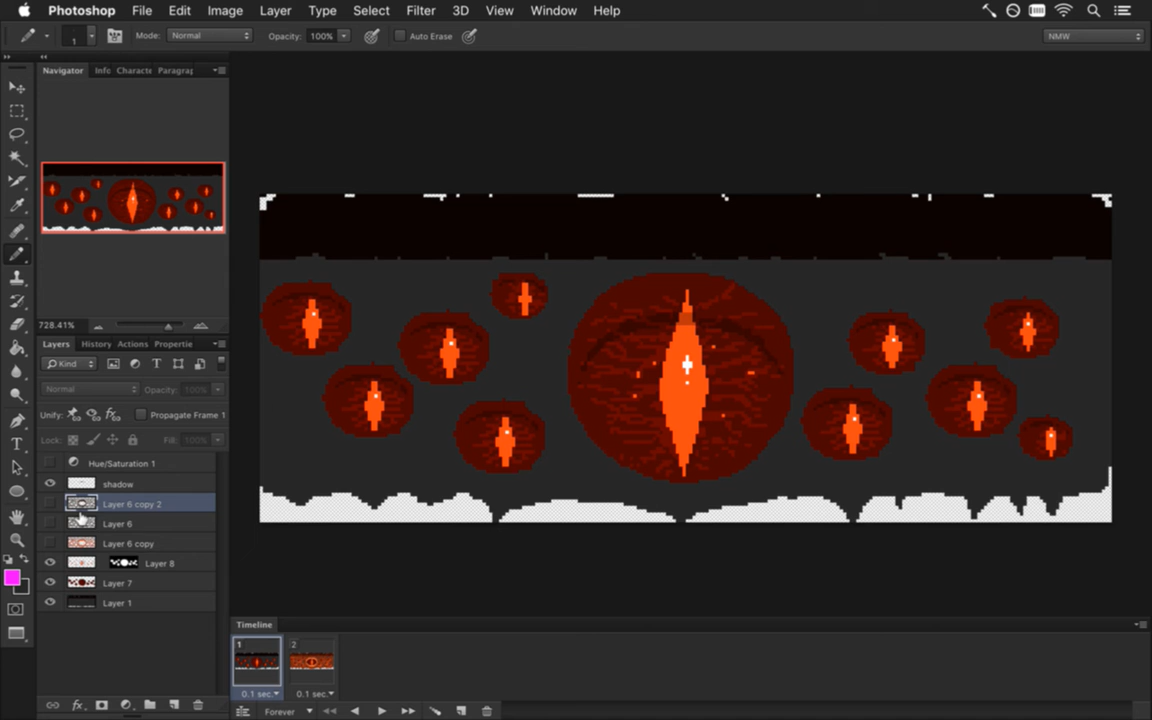 Photoshop File Edit Image Layer Type Select Filter 3D View Window Help
1 Mode: Normal Opacity: 100% Auto Erase NMW
Navigator Info Characte Paragrap
728.41%
Layers History Actions Propertie
Kind
Normal Opacity: 100%
Unify: Propagate Frame 1
Lock: Fill: 100%
Hue/Saturation 1
shadow
Layer 6 copy 2
Layer 6
Layer 6 copy
Layer 8
Layer 7
Layer 1
fx
Timeline
1 2
0.1 sec. 0.1 sec.
Forever